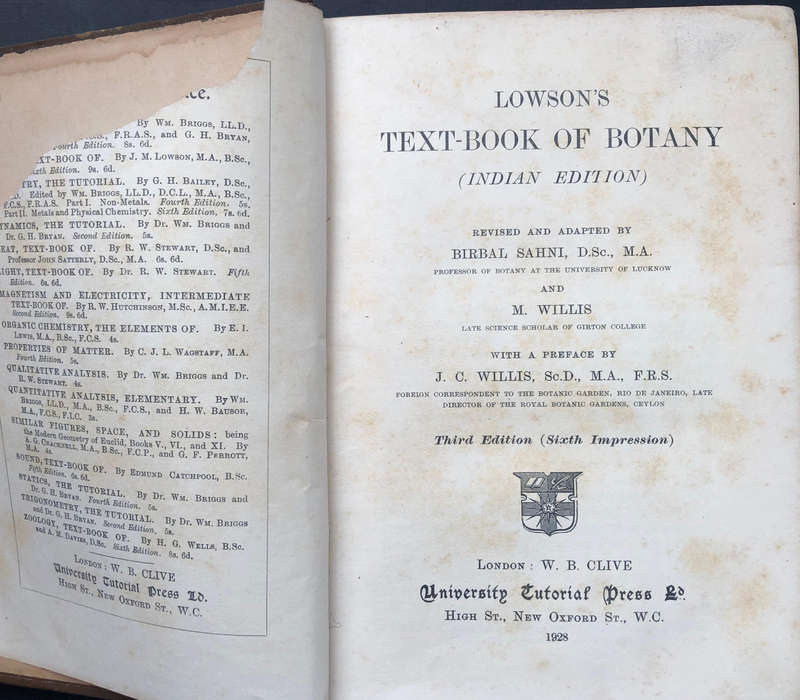 ce.
By Wm. Briggs, LL.D.,
F.R.A.S., and G. H. Bryan,
Fourth Edition. 8s. 6d.
XT-BOOK OF. By J. M. Lowson, M.A., B.Sc.,
Sixth Edition. 9s. 6d.
TRY, THE TUTORIAL. By G. H. Bailey, D.Sc.,
Edited by Wm. Briggs, LL.D., D.C.L., M.A., B.Sc.,
F.C.S., F.R.A.S. Part I. Non-Metals. Fourth Edition. 5s.
Part II. Metals and Physical Chemistry. Sixth Edition. 7s. 6d.
YNAMICS, THE TUTORIAL. By Dr. Wm. Briggs and
Dr. G. H. Bryan. Second Edition. 5s.
EAT, TEXT-BOOK OF. By R. W. Stewart, D.Sc., and
Professor John Satterly, D.Sc., M.A. 6s. 6d.
LIGHT, TEXT-BOOK OF. By Dr. R. W. Stewart. Fifth
Edition. 6s. 6d.
MAGNETISM AND ELECTRICITY, INTERMEDIATE
TEXT-BOOK OF. By R. W. Hutchinson, M.Sc., A.M.I.E.E.
Second Edition. 9s. 6d.
ORGANIC CHEMISTRY, THE ELEMENTS OF. By E. I.
Lewis, M.A., B.Sc., F.C.S. 4s.
PROPERTIES OF MATTER. By C. J. L. Wagstaff, M.A.
Fourth Edition. 5s.
QUALITATIVE ANALYSIS. By Dr. Wm. Briggs and Dr.
R. W. Stewart. 4s.
QUANTITATIVE ANALYSIS, ELEMENTARY. By Wm.
Briggs, LL.D., M.A., B.Sc., F.C.S., and H. W. Bausor,
M.A., F.C.S., F.I.C. 3s.
SIMILAR FIGURES, SPACE, AND SOLIDS: being
the Modern Geometry of Euclid, Books V., VI., and XI. By
A. G. Cracknell, M.A., B.Sc., F.C.P., and G. F. Perrott,
M.A. 4s.
SOUND, TEXT-BOOK OF. By Edmund Catchpool, B.Sc.
Fifth Edition. 6s. 6d.
STATICS, THE TUTORIAL. By Dr. Wm. Briggs and
Dr. G. H. Bryan. Fourth Edition. 5s.
TRIGONOMETRY, THE TUTORIAL. By Dr. Wm. Briggs
and Dr. G. H. Bryan. Second Edition. 5s.
ZOOLOGY, TEXT-BOOK OF. By H. G. Wells, B.Sc.
and A. M. Davies, D.Sc. Sixth Edition. 8s. 6d.
London: W. B. CLIVE
University Tutorial Press Ld.
High St., New Oxford St., W.C.
LOWSON'S
TEXT-BOOK OF BOTANY
(INDIAN EDITION)
REVISED AND ADAPTED BY
BIRBAL SAHNI, D.Sc., M.A.
PROFESSOR OF BOTANY AT THE UNIVERSITY OF LUCKNOW
AND
M. WILLIS
LATE SCIENCE SCHOLAR OF GIRTON COLLEGE
WITH A PREFACE BY
J. C. WILLIS, Sc.D., M.A., F.R.S.
FOREIGN CORRESPONDENT TO THE BOTANIC GARDEN, RIO DE JANEIRO, LATE
DIRECTOR OF THE ROYAL BOTANIC GARDENS, CEYLON
Third Edition (Sixth Impression)
London: W. B. CLIVE
University Tutorial Press Ld.
High St., New Oxford St., W.C.
1928